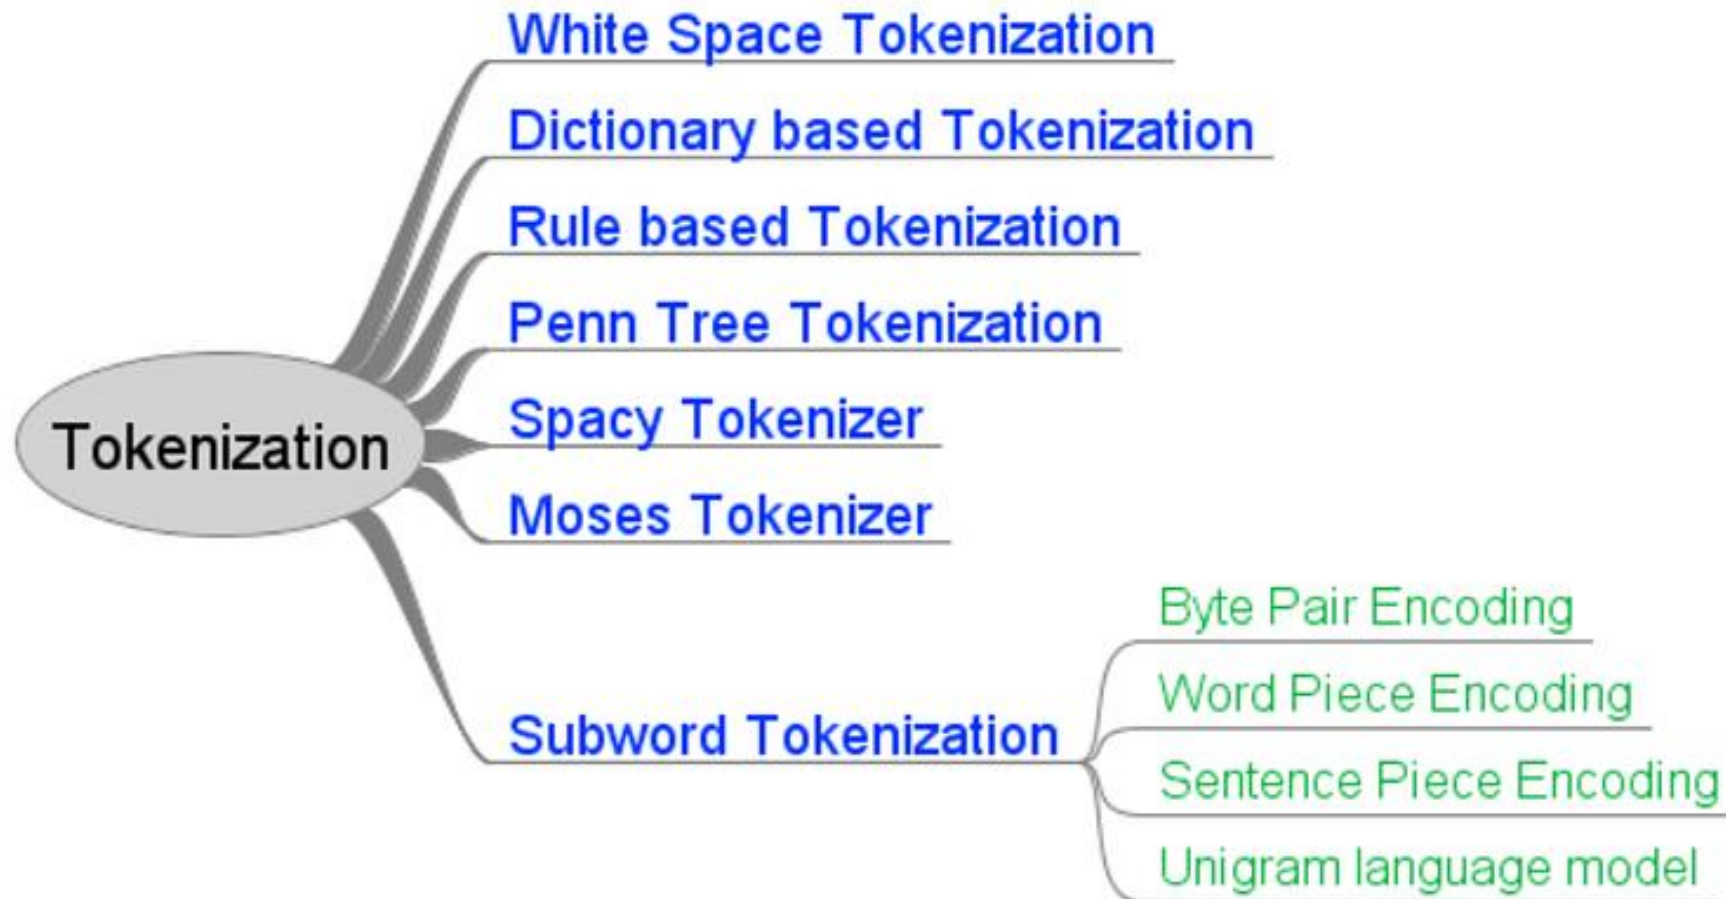 White Space Tokenization
Dictionary based Tokenization
Rule based Tokenization
Penn Tree Tokenization
Tokenization
Spacy Tokenizer
Moses Tokenizer
Subword Tokenization
Byte Pair Encoding
Word Piece Encoding
Sentence Piece Encoding
Unigram language model